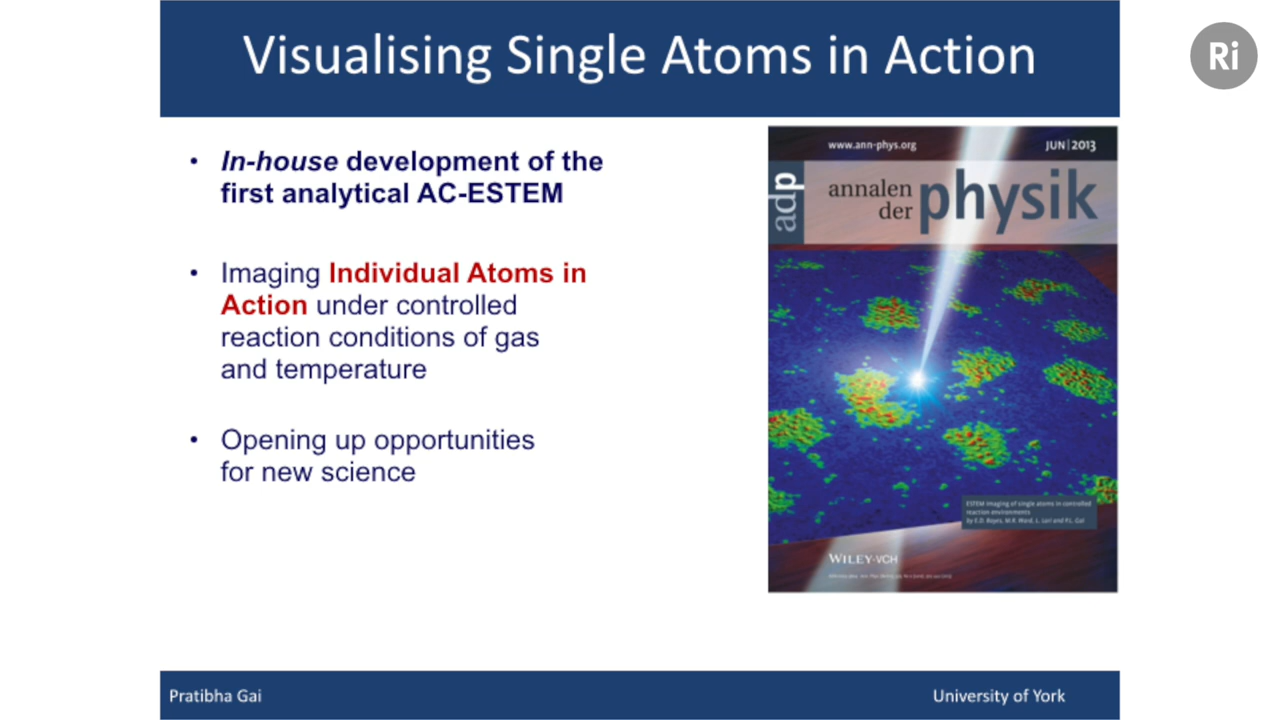 Visualising Single Atoms in Action
Ri
• In-house development of the
first analytical AC-ESTEM
• Imaging Individual Atoms in
Action under controlled
reaction conditions of gas
and temperature
• Opening up opportunities
for new science
www.ann-phys.org
JUN|2013
adp
annalen
der
physik
ESTEM imaging of single atoms in controlled
reaction environments
by E.D. Boyes, M.R. Ward, L. Lari and P.L. Gai
WILEY-VCH
Pratibha Gai
University of York